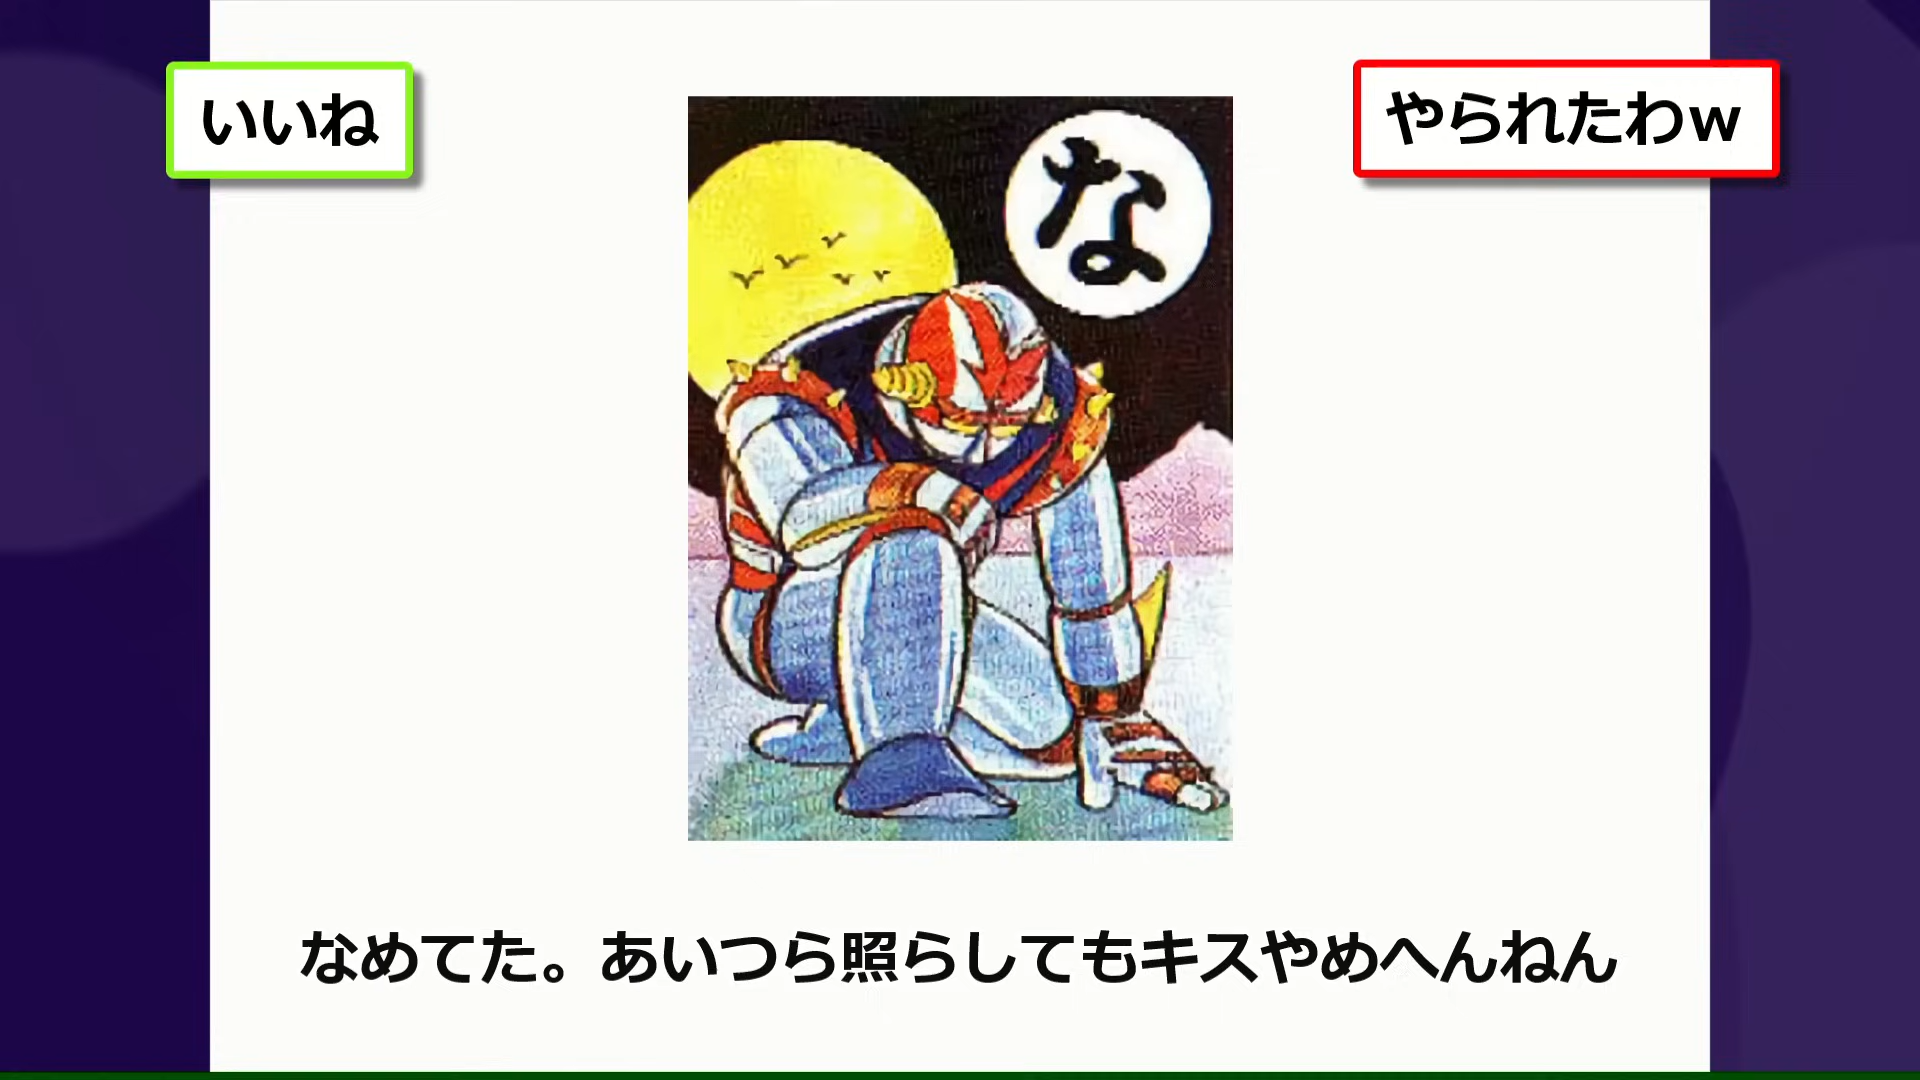 いいね
やられたわw
な
なめてた。あいつら照らしてもキスやめへんねん